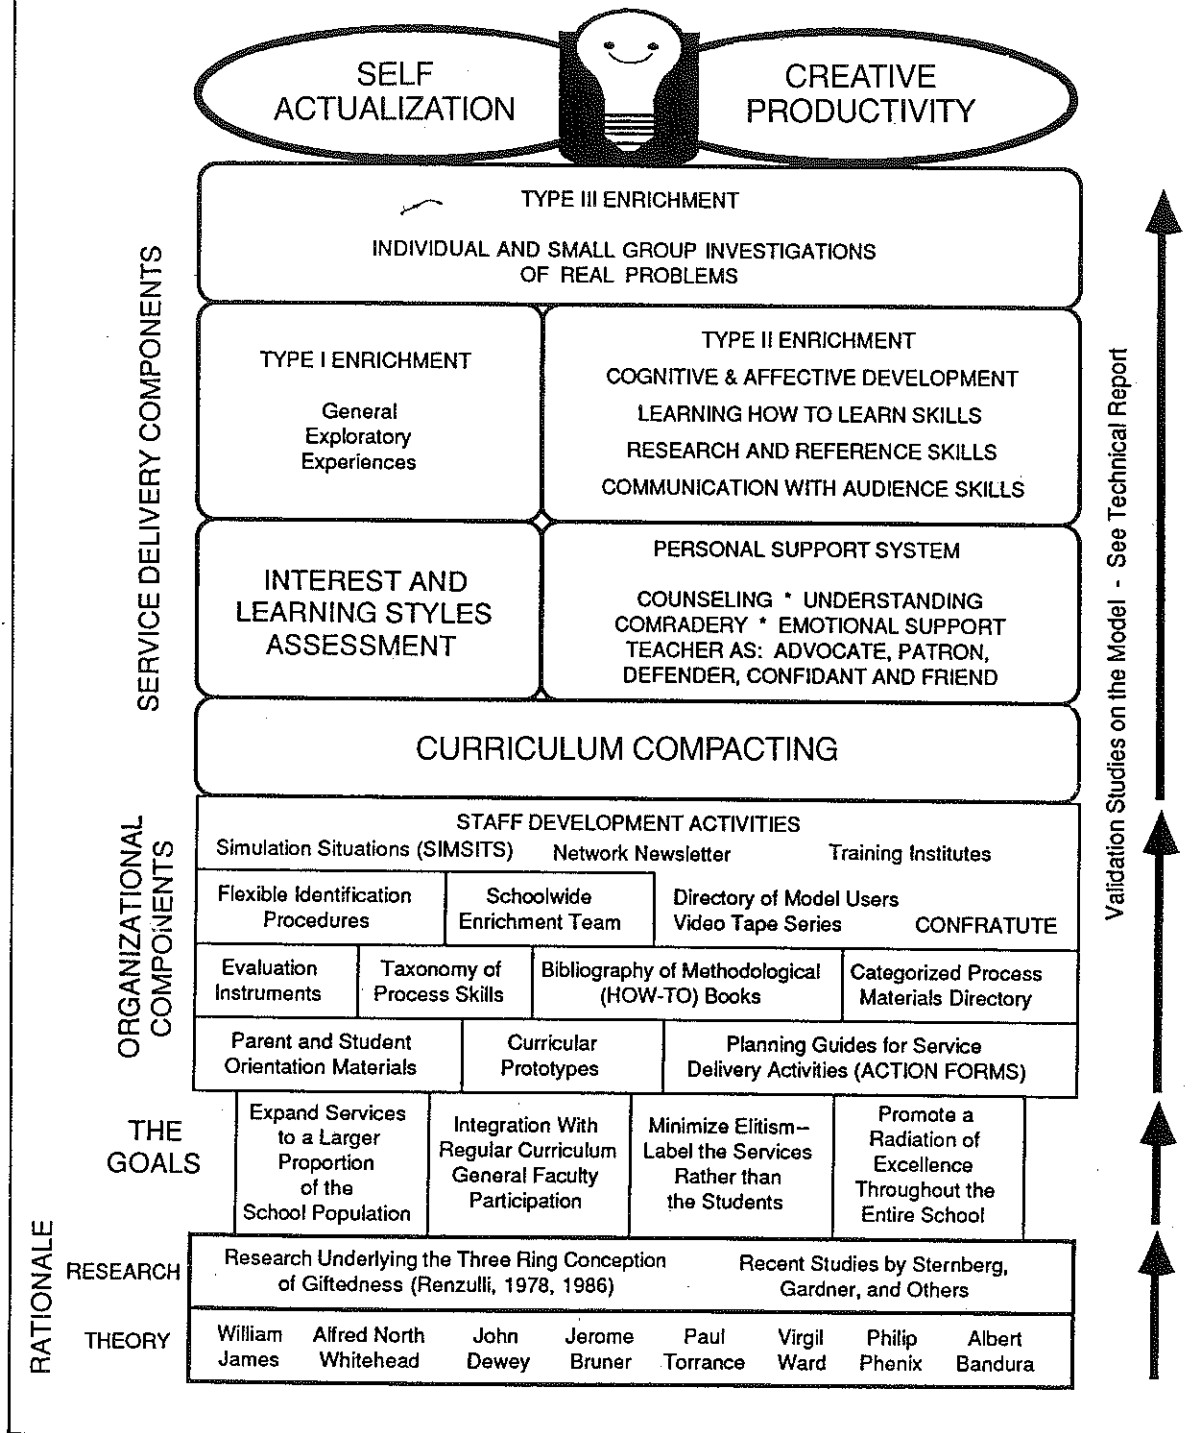 SELF
ACTUALIZATION
CREATIVE
PRODUCTIVITY
SERVICE DELIVERY COMPONENTS
TYPE III ENRICHMENT
INDIVIDUAL AND SMALL GROUP INVESTIGATIONS
OF REAL PROBLEMS
TYPE I ENRICHMENT
General
Exploratory
Experiences
TYPE II ENRICHMENT
COGNITIVE & AFFECTIVE DEVELOPMENT
LEARNING HOW TO LEARN SKILLS
RESEARCH AND REFERENCE SKILLS
COMMUNICATION WITH AUDIENCE SKILLS
INTEREST AND
LEARNING STYLES
ASSESSMENT
PERSONAL SUPPORT SYSTEM
COUNSELING * UNDERSTANDING
COMRADERY * EMOTIONAL SUPPORT
TEACHER AS: ADVOCATE, PATRON,
DEFENDER, CONFIDANT AND FRIEND
CURRICULUM COMPACTING
Validation Studies on the Model - See Technical Report
ORGANIZATIONAL
COMPONENTS
STAFF DEVELOPMENT ACTIVITIES
Simulation Situations (SIMSITS) Network Newsletter Training Institutes
Flexible Identification
Procedures
Schoolwide
Enrichment Team
Directory of Model Users
Video Tape Series CONFRATUTE
Evaluation
Instruments
Taxonomy of
Process Skills
Bibliography of Methodological
(HOW-TO) Books
Categorized Process
Materials Directory
Parent and Student
Orientation Materials
Curricular
Prototypes
Planning Guides for Service
Delivery Activities (ACTION FORMS)
THE
GOALS
Expand Services
to a Larger
Proportion
of the
School Population
Integration With
Regular Curriculum
General Faculty
Participation
Minimize Elitism–
Label the Services
Rather than
the Students
Promote a
Radiation of
Excellence
Throughout the
Entire School
RATIONALE
RESEARCH
Research Underlying the Three Ring Conception
of Giftedness (Renzulli, 1978, 1986)
Recent Studies by Sternberg,
Gardner, and Others
THEORY
William
James
Alfred North
Whitehead
John
Dewey
Jerome
Bruner
Paul
Torrance
Virgil
Ward
Philip
Phenix
Albert
Bandura